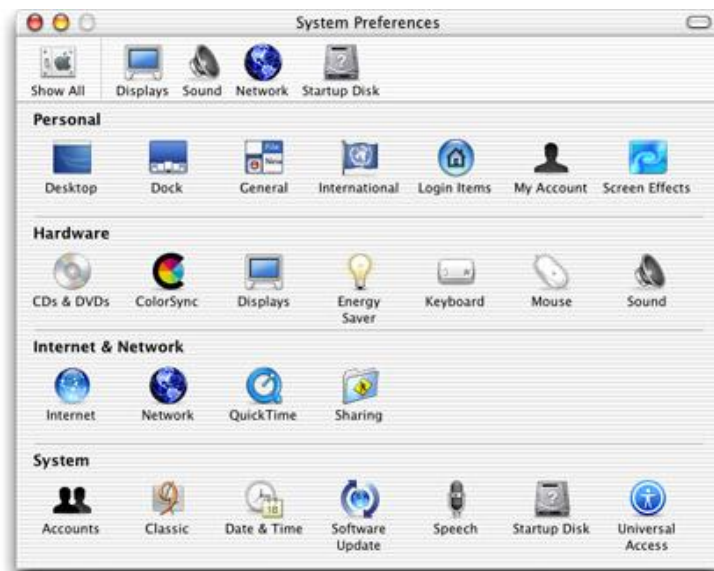 System Preferences
Show All Displays Sound Network Startup Disk
Personal
Desktop Dock General International Login Items My Account Screen Effects
Hardware
CDs & DVDs ColorSync Displays Energy Saver Keyboard Mouse Sound
Internet & Network
Internet Network QuickTime Sharing
System
Accounts Classic Date & Time Software Update Speech Startup Disk Universal Access